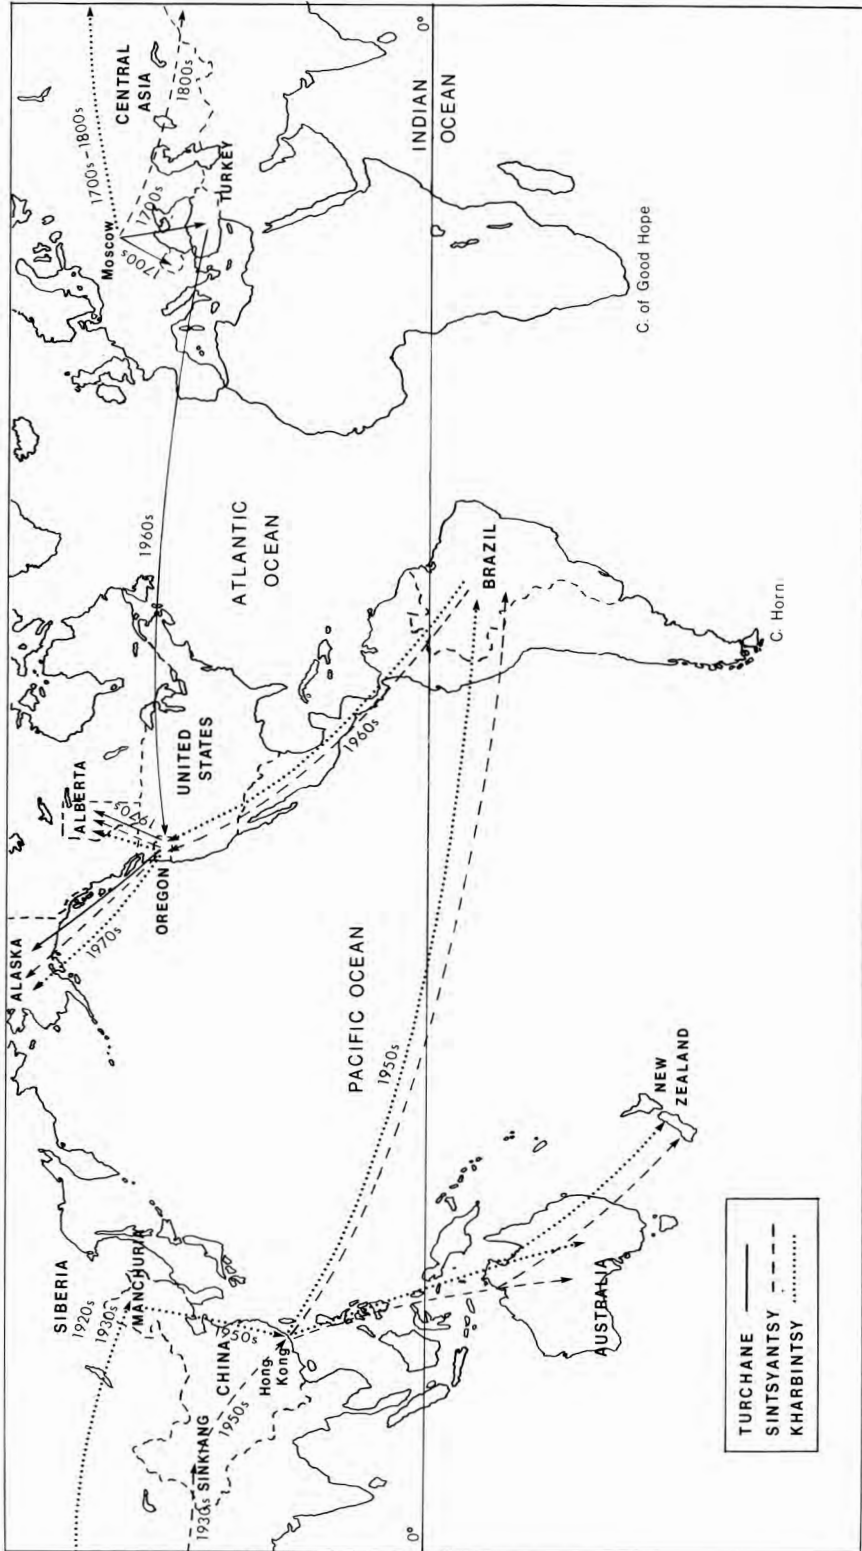 SIBERIA
1920s
1930s
MANCHURIA
1930s
SINKIANG
CHINA
1950s
1950s
Hong
Kong
0°
AUSTRALIA
NEW
ZEALAND
PACIFIC OCEAN
1950s
ALASKA
1970s
ALBERTA
1970s
OREGON
UNITED
STATES
1960s
1960s
ATLANTIC
OCEAN
BRAZIL
C. Horn
Moscow
1700s
1700s
1700s-1800s
CENTRAL
ASIA
1800s
TURKEY
INDIAN
OCEAN
0°
C. of Good Hope
TURCHANE
SINTSYANTSY
KHARBINTSY